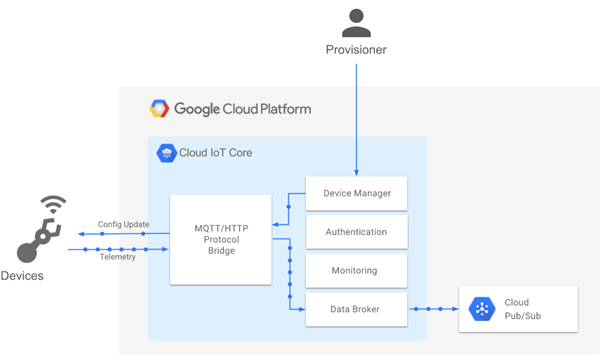 Provisioner
Google Cloud Platform
Cloud IoT Core
Device Manager
Config Update
MQTT/HTTP
Protocol
Bridge
Authentication
Telemetry
Devices
Monitoring
Data Broker
Cloud
Pub/Sub